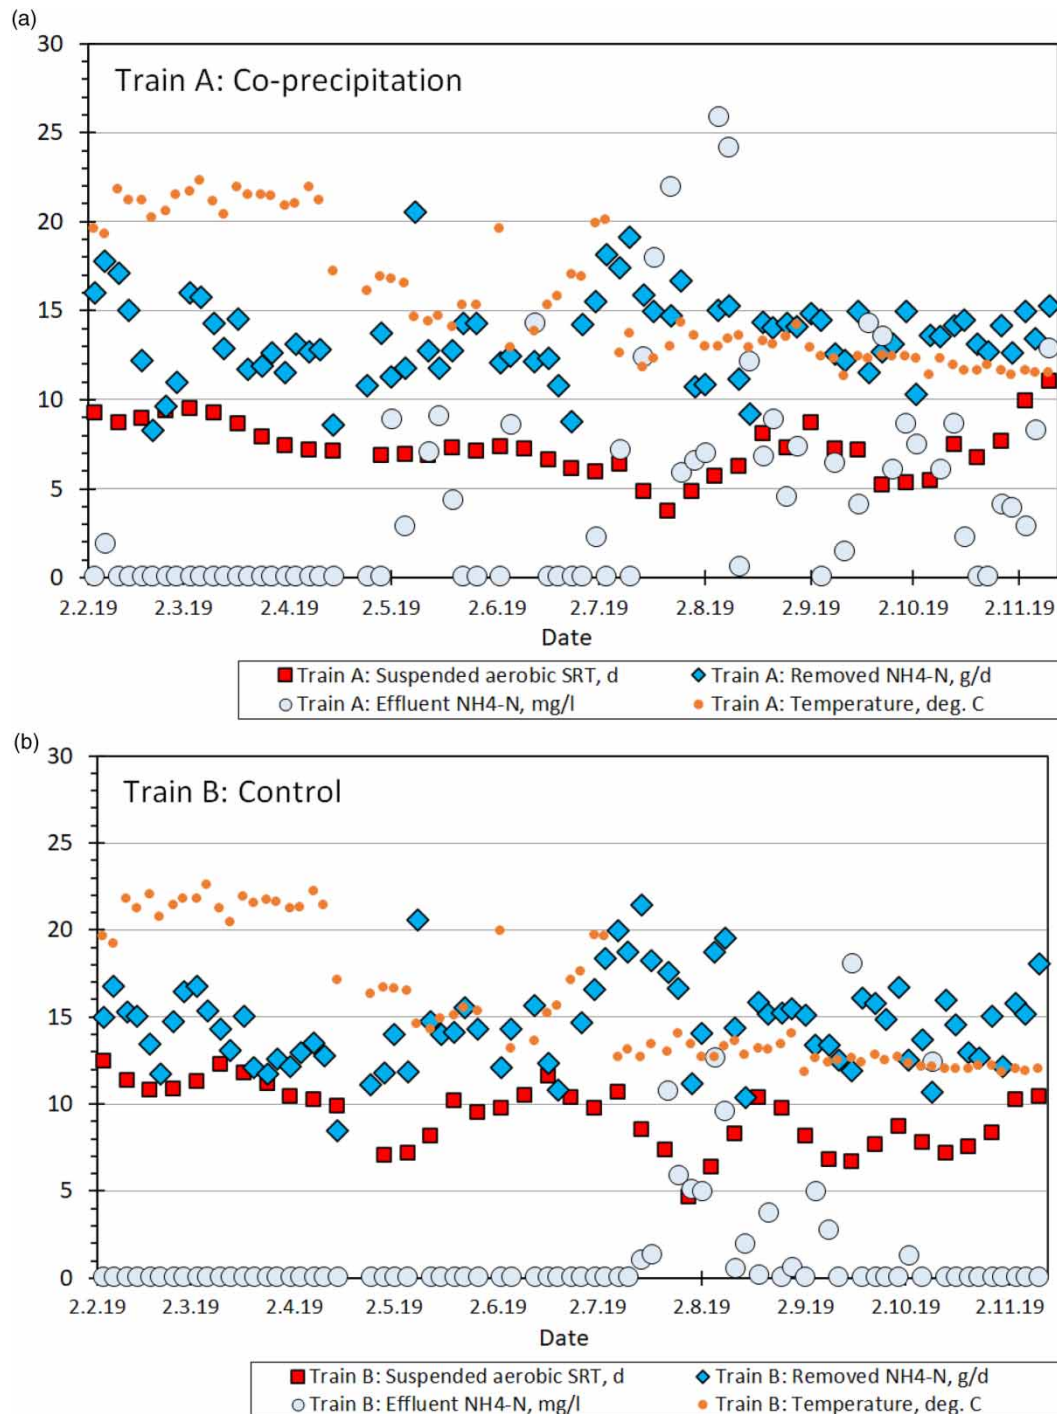 (a)
30
Train A: Co-precipitation
25
20
15
10
5
0
2.2.19 2.3.19 2.4.19 2.5.19 2.6.19 2.7.19 2.8.19 2.9.19 2.10.19 2.11.19
Date
Train A: Suspended aerobic SRT, d Train A: Removed NH4-N, g/d
Train A: Effluent NH4-N, mg/l Train A: Temperature, deg. C
(b)
30
Train B: Control
25
20
15
10
5
0
2.2.19 2.3.19 2.4.19 2.5.19 2.6.19 2.7.19 2.8.19 2.9.19 2.10.19 2.11.19
Date
Train B: Suspended aerobic SRT, d Train B: Removed NH4-N, g/d
Train B: Effluent NH4-N, mg/l Train B: Temperature, deg. C